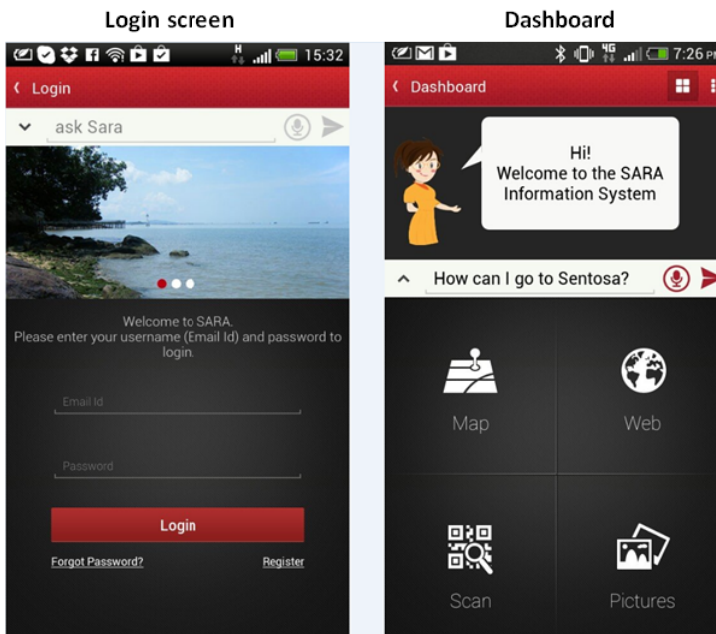 Login screen
Dashboard
H
15:32
Login
ask Sara
Welcome to SARA.
Please enter your username (Email Id) and password to
login.
Email Id
Password
Login
Forgot Password?
Register
4G
7:26 PM
Dashboard
Hi!
Welcome to the SARA
Information System
How can I go to Sentosa?
Map
Web
Scan
Pictures